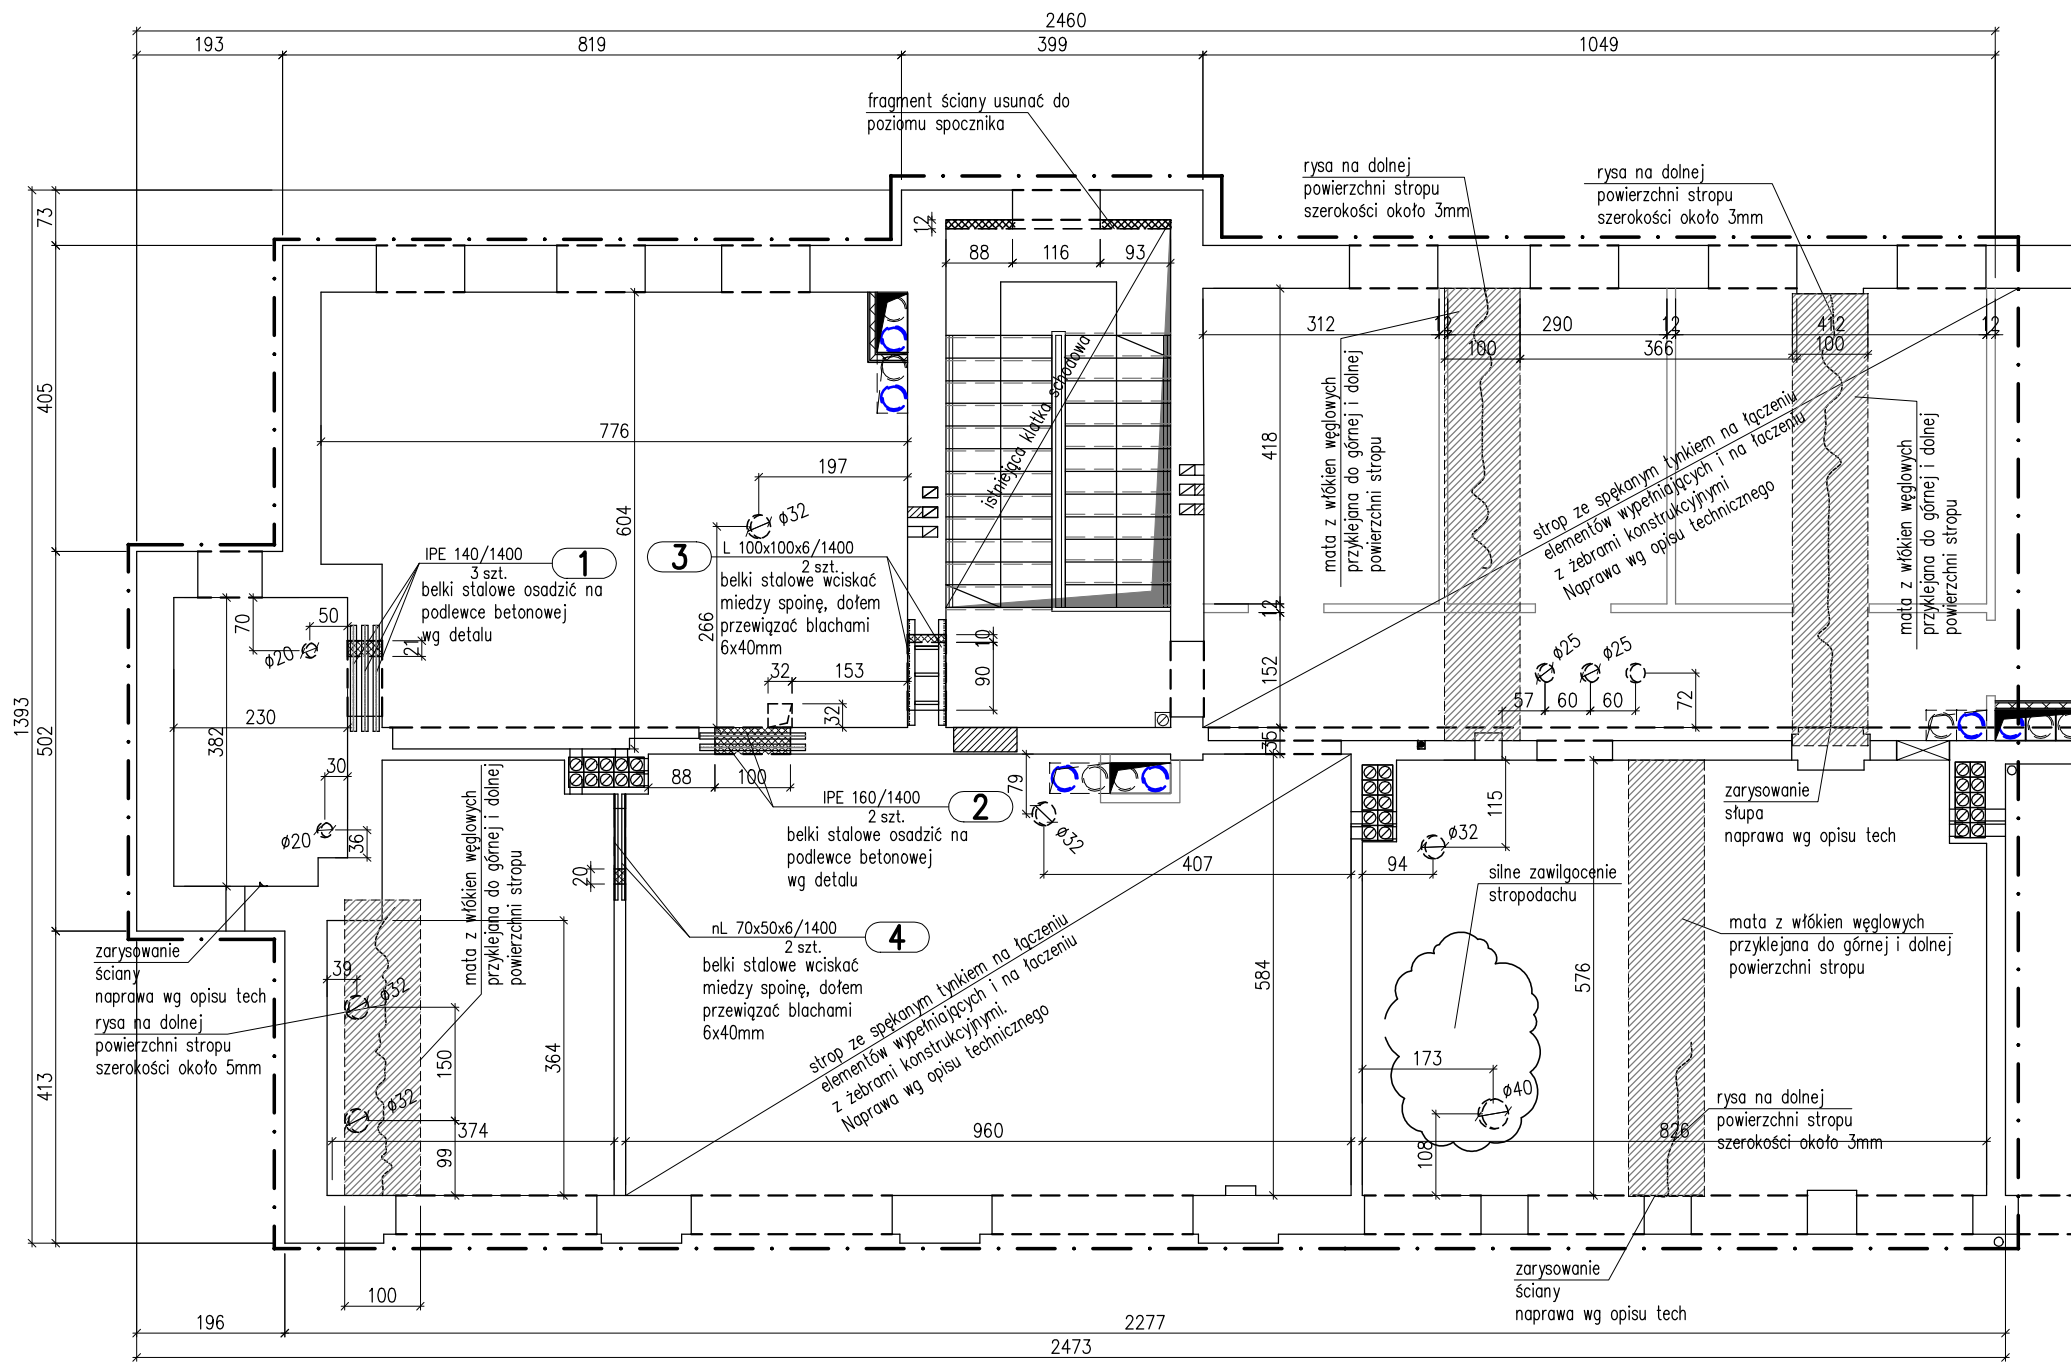 2460
193
819
399
1049
fragment ściany usunać do
poziomu spocznika
rysa na dolnej
powierzchni stropu
szerokości około 3mm
rysa na dolnej
powierzchni stropu
szerokości około 3mm
73
405
502
413
1393
12
88
116
93
312
12
290
12
412
12
100
366
100
776
197
604
ø32
418
istniejąca klatka schodowa
mata z włókien węglowych
przyklejana do górnej i dolnej
powierzchni stropu
strop ze spękanym tynkiem na łączeniu
elementów wypełniających i na łaczeniu
z żebrami konstrukcyjnymi
Naprawa wg opisu technicznego
mata z włókien węglowych
przyklejana do górnej i dolnej
powierzchni stropu
IPE 140/1400
3 szt.
1
belki stalowe osadzić na
podlewce betonowej
wg detalu
3
L 100x100x6/1400
2 szt.
belki stalowe wciskać
miedzy spoinę, dołem
przewiązać blachami
6x40mm
70
50
ø20
21
266
10
90
12
152
32
153
32
ø25
ø25
57
60
60
72
230
382
35
30
ø20
36
88
100
79
ø32
IPE 160/1400
2 szt.
2
belki stalowe osadzić na
podlewce betonowej
wg detalu
407
94
ø32
115
zarysowanie
słupa
naprawa wg opisu tech
silne zawilgocenie
stropodachu
mata z włókien węglowych
przyklejana do górnej i dolnej
powierzchni stropu
20
nL 70x50x6/1400
2 szt.
4
belki stalowe wciskać
miedzy spoinę, dołem
przewiązać blachami
6x40mm
mata z włókien węglowych
przyklejana do górnej i dolnej
powierzchni stropu
zarysowanie
ściany
naprawa wg opisu tech
rysa na dolnej
powierzchni stropu
szerokości około 5mm
39
ø32
150
364
ø32
374
99
strop ze spękanym tynkiem na łączeniu
elementów wypełniających i na łaczeniu
z żebrami konstrukcyjnymi.
Naprawa wg opisu technicznego
584
576
960
173
ø40
108
826
rysa na dolnej
powierzchni stropu
szerokości około 3mm
zarysowanie
ściany
naprawa wg opisu tech
100
196
2277
2473